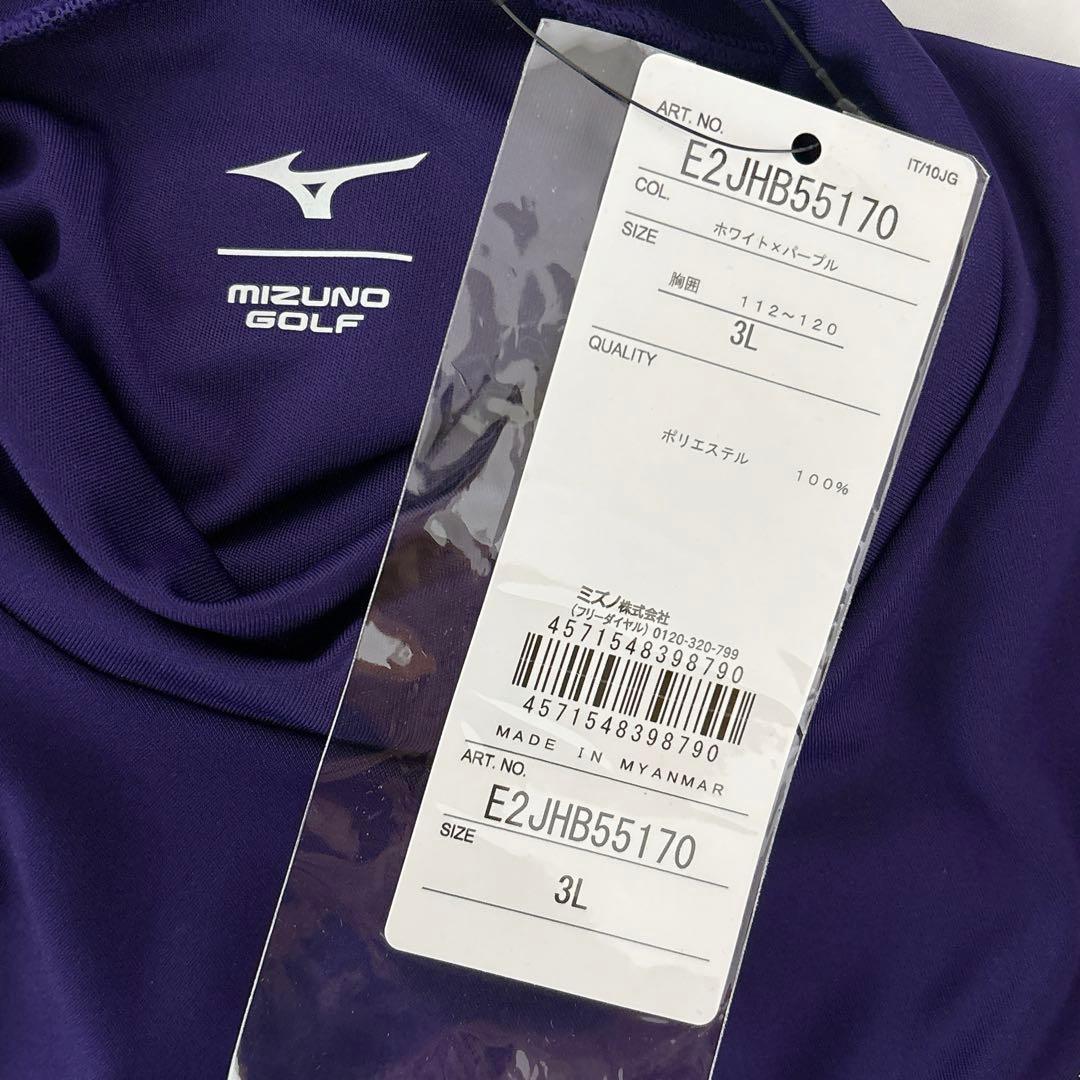 MIZUNO
GOLF
ART. NO.
IT/10JG
E2JHB55170
COL.
ホワイト×パープル
SIZE
胸囲 112~120
3L
QUALITY
ポリエステル 100%
ミズノ株式会社
(フリーダイヤル) 0120-320-799
4571548398790
4571548398790
MADE IN MYANMAR
ART. NO.
E2JHB55170
SIZE
3L